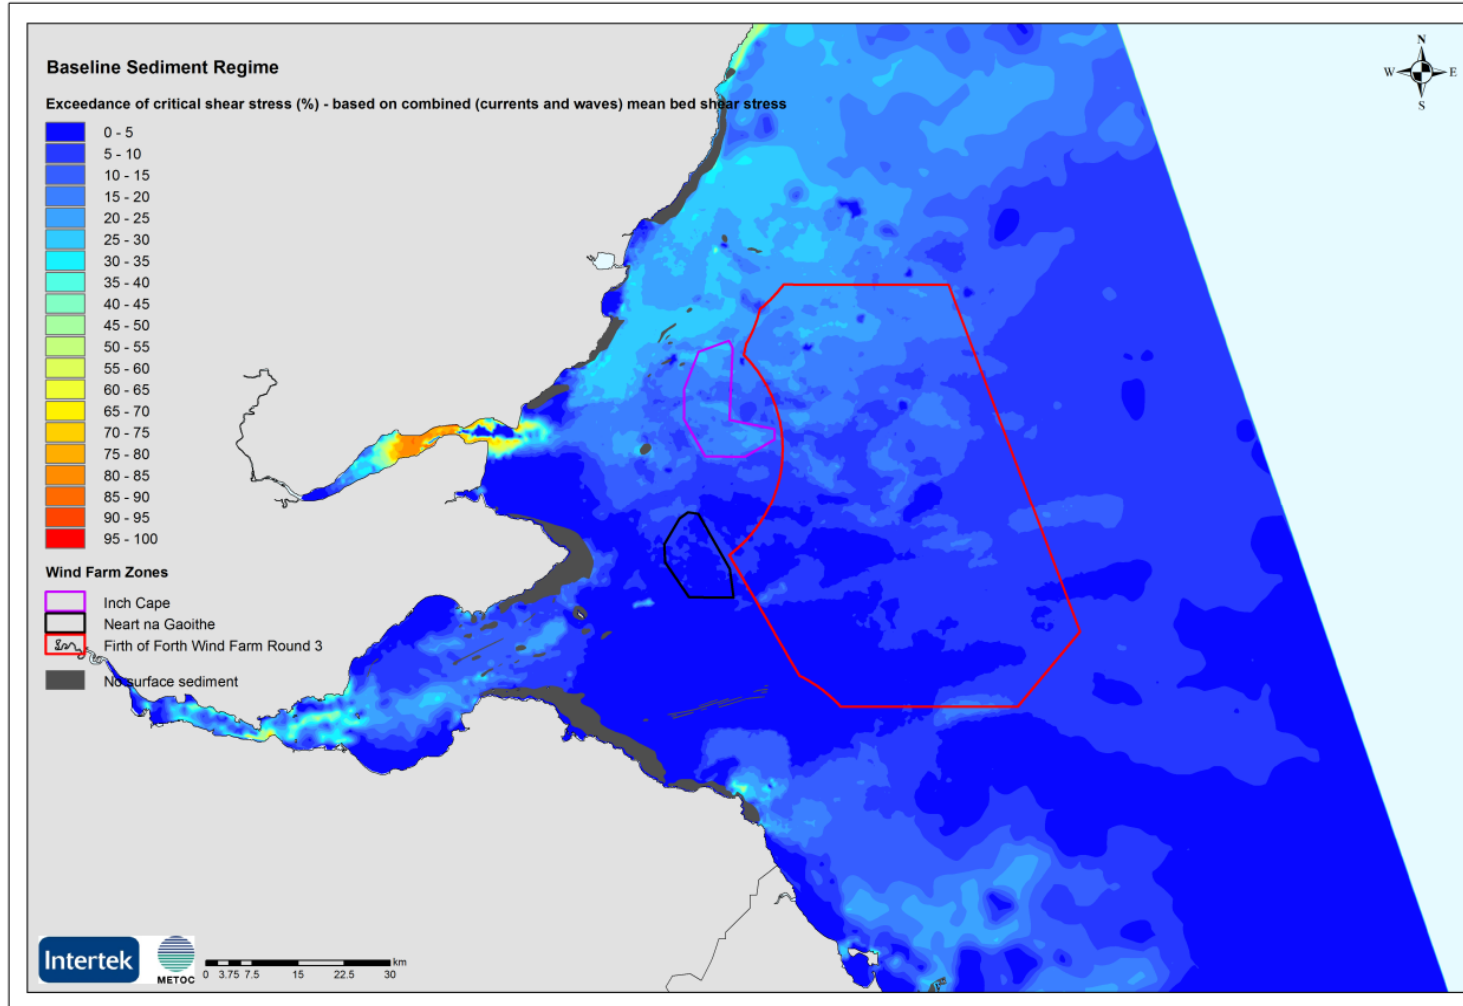 Baseline Sediment Regime
Exceedance of critical shear stress (%) - based on combined (currents and waves) mean bed shear stress
0 - 5
5 - 10
10 - 15
15 - 20
20 - 25
25 - 30
30 - 35
35 - 40
40 - 45
45 - 50
50 - 55
55 - 60
60 - 65
65 - 70
70 - 75
75 - 80
80 - 85
85 - 90
90 - 95
95 - 100
Wind Farm Zones
Inch Cape
Neart na Gaoithe
Firth of Forth Wind Farm Round 3
No surface sediment
N
W E
S
Intertek
METOC
0 3.75 7.5 15 22.5 30 km